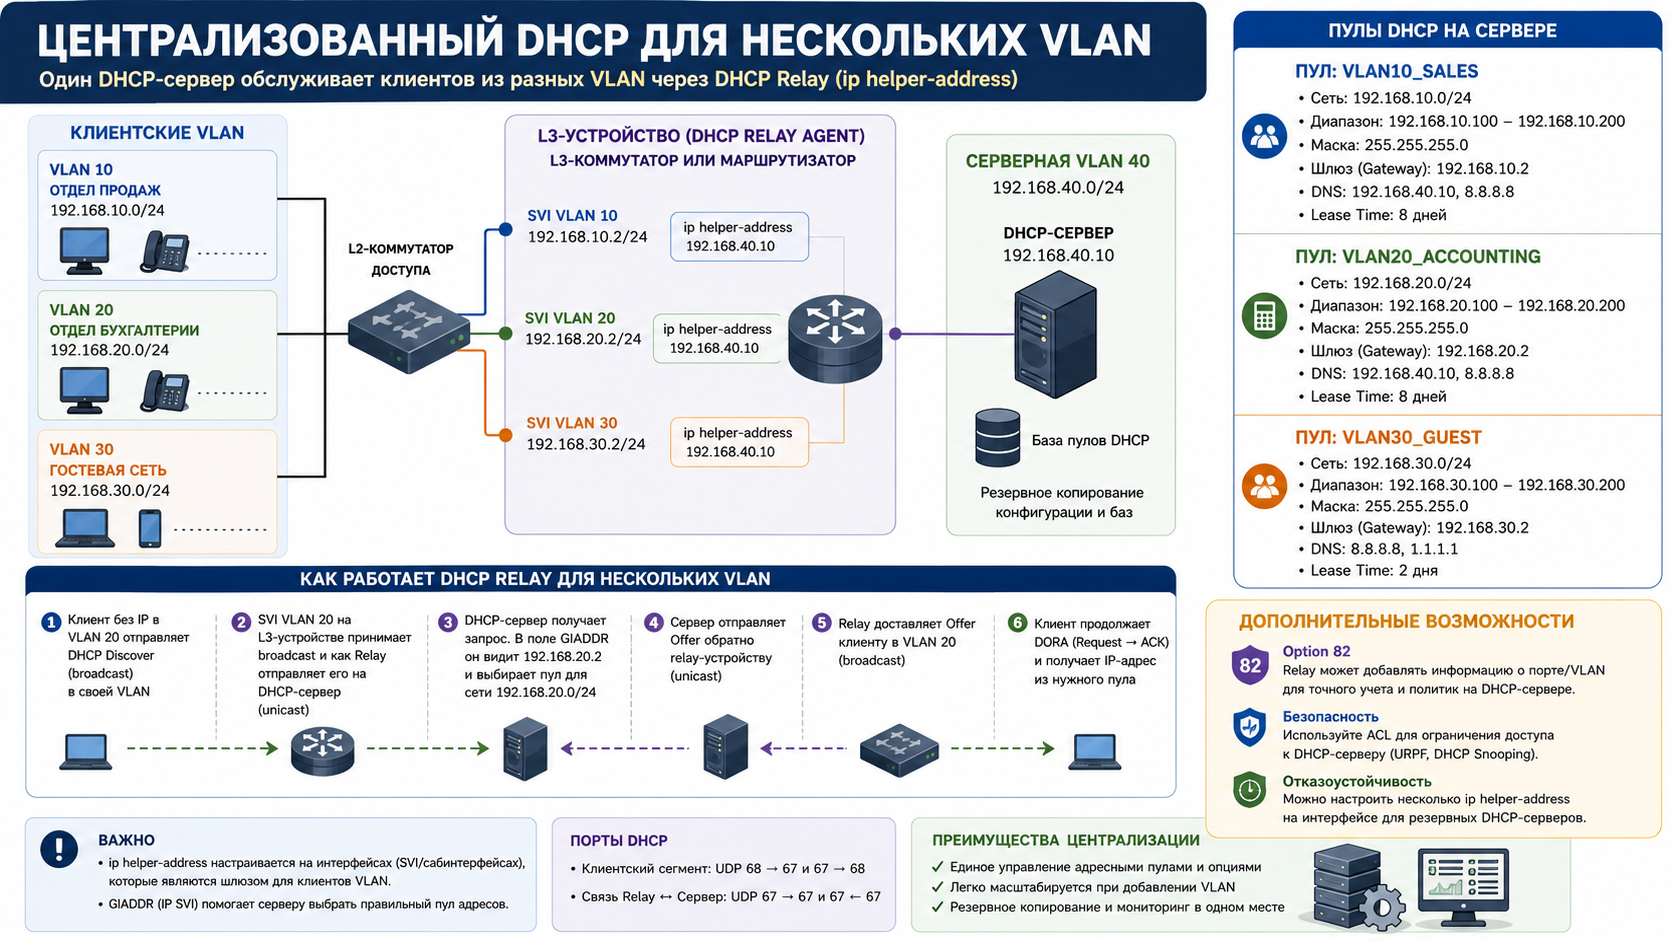 ЦЕНТРАЛИЗОВАННЫЙ DHCP ДЛЯ НЕСКОЛЬКИХ VLAN
Один DHCP-сервер обслуживает клиентов из разных VLAN через DHCP Relay (ip helper-address)
КЛИЕНТСКИЕ VLAN
VLAN 10
ОТДЕЛ ПРОДАЖ
192.168.10.0/24
VLAN 20
ОТДЕЛ БУХГАЛТЕРИИ
192.168.20.0/24
VLAN 30
ГОСТЕВАЯ СЕТЬ
192.168.30.0/24
L2-КОММУТАТОР
ДОСТУПА
L3-УСТРОЙСТВО (DHCP RELAY AGENT)
L3-КОММУТАТОР ИЛИ МАРШРУТИЗАТОР
SVI VLAN 10
192.168.10.2/24
ip helper-address
192.168.40.10
SVI VLAN 20
192.168.20.2/24
ip helper-address
192.168.40.10
SVI VLAN 30
192.168.30.2/24
ip helper-address
192.168.40.10
СЕРВЕРНАЯ VLAN 40
192.168.40.0/24
DHCP-СЕРВЕР
192.168.40.10
База пулов DHCP
Резервное копирование
конфигурации и баз
ПУЛЫ DHCP НА СЕРВЕРЕ
ПУЛ: VLAN10_SALES
• Сеть: 192.168.10.0/24
• Диапазон: 192.168.10.100 – 192.168.10.200
• Маска: 255.255.255.0
• Шлюз (Gateway): 192.168.10.2
• DNS: 192.168.40.10, 8.8.8.8
• Lease Time: 8 дней
ПУЛ: VLAN20_ACCOUNTING
• Сеть: 192.168.20.0/24
• Диапазон: 192.168.20.100 – 192.168.20.200
• Маска: 255.255.255.0
• Шлюз (Gateway): 192.168.20.2
• DNS: 192.168.40.10, 8.8.8.8
• Lease Time: 8 дней
ПУЛ: VLAN30_GUEST
• Сеть: 192.168.30.0/24
• Диапазон: 192.168.30.100 – 192.168.30.200
• Маска: 255.255.255.0
• Шлюз (Gateway): 192.168.30.2
• DNS: 8.8.8.8, 1.1.1.1
• Lease Time: 2 дня
КАК РАБОТАЕТ DHCP RELAY ДЛЯ НЕСКОЛЬКИХ VLAN
1 Клиент без IP в
VLAN 20 отправляет
DHCP Discover
(broadcast)
в своей VLAN
2 SVI VLAN 20 на
L3-устройстве принимает
broadcast и как Relay
отправляет его на
DHCP-сервер
(unicast)
3 DHCP-сервер получает
запрос. В поле GIADDR
он видит 192.168.20.2
и выбирает пул для
сети 192.168.20.0/24
4 Сервер отправляет
Offer обратно
relay-устройству
(unicast)
5 Relay доставляет Offer
клиенту в VLAN 20
(broadcast)
6 Клиент продолжает
DORA (Request → ACK)
и получает IP-адрес
из нужного пула
ДОПОЛНИТЕЛЬНЫЕ ВОЗМОЖНОСТИ
82
Option 82
Relay может добавлять информацию о порте/VLAN
для точного учета и политик на DHCP-сервере.
Безопасность
Используйте ACL для ограничения доступа
к DHCP-серверу (URPF, DHCP Snooping).
Отказоустойчивость
Можно настроить несколько ip helper-address
на интерфейсе для резервных DHCP-серверов.
!
ВАЖНО
• ip helper-address настраивается на интерфейсах (SVI/сабинтерфейсах),
которые являются шлюзом для клиентов VLAN.
• GIADDR (IP SVI) помогает серверу выбрать правильный пул адресов.
ПОРТЫ DHCP
• Клиентский сегмент: UDP 68 → 67 и 67 → 68
• Связь Relay ↔ Сервер: UDP 67 → 67 и 67 ← 67
ПРЕИМУЩЕСТВА ЦЕНТРАЛИЗАЦИИ
✓ Единое управление адресными пулами и опциями
✓ Легко масштабируется при добавлении VLAN
✓ Резервное копирование и мониторинг в одном месте